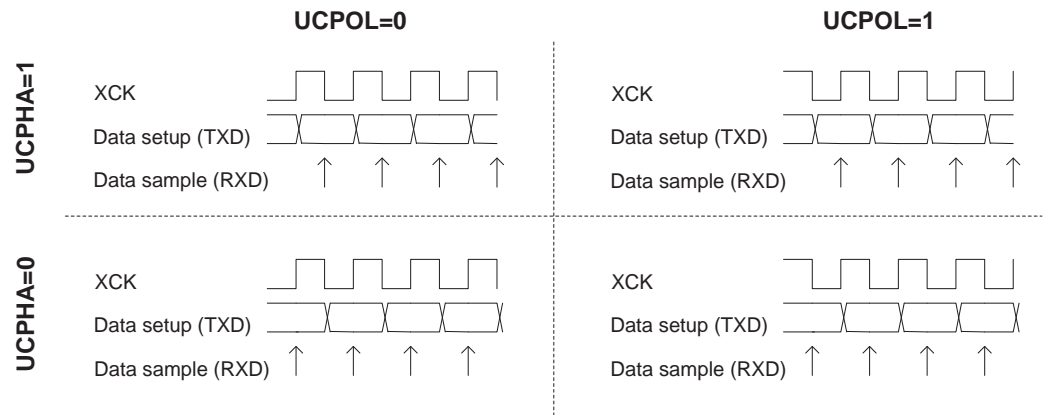 UCPOL=0
UCPOL=1
UCPHA=1
XCK
Data setup (TXD)
Data sample (RXD)
XCK
Data setup (TXD)
Data sample (RXD)
UCPHA=0
XCK
Data setup (TXD)
Data sample (RXD)
XCK
Data setup (TXD)
Data sample (RXD)